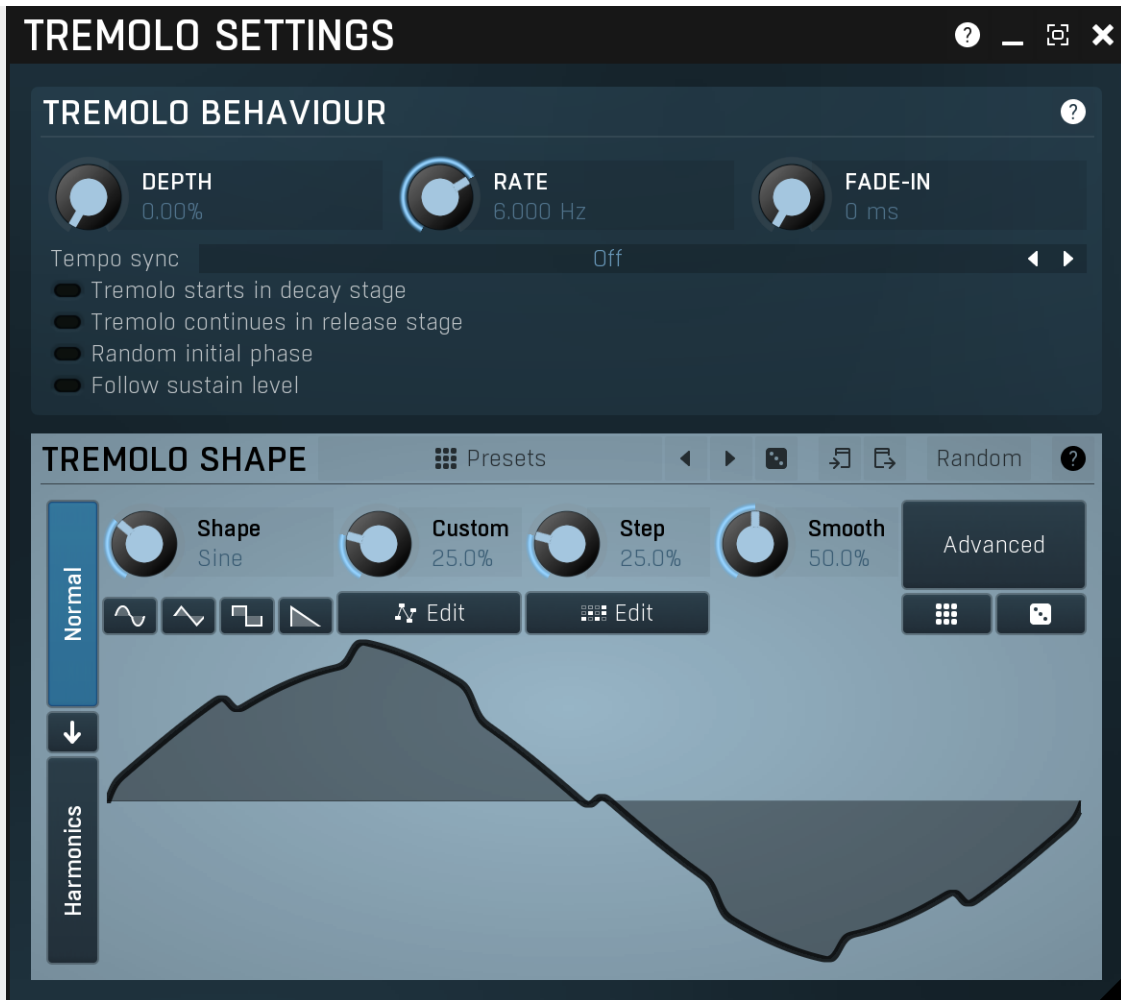 TREMOLO SETTINGS
?
TREMOLO BEHAVIOUR
?
DEPTH
0.00%
RATE
6.000 Hz
FADE-IN
0 ms
Tempo sync
Off
Tremolo starts in decay stage
Tremolo continues in release stage
Random initial phase
Follow sustain level
TREMOLO SHAPE
Presets
Random
?
Normal
Harmonics
Shape
Sine
Custom
25.0%
Step
25.0%
Smooth
50.0%
Advanced
Edit
Edit